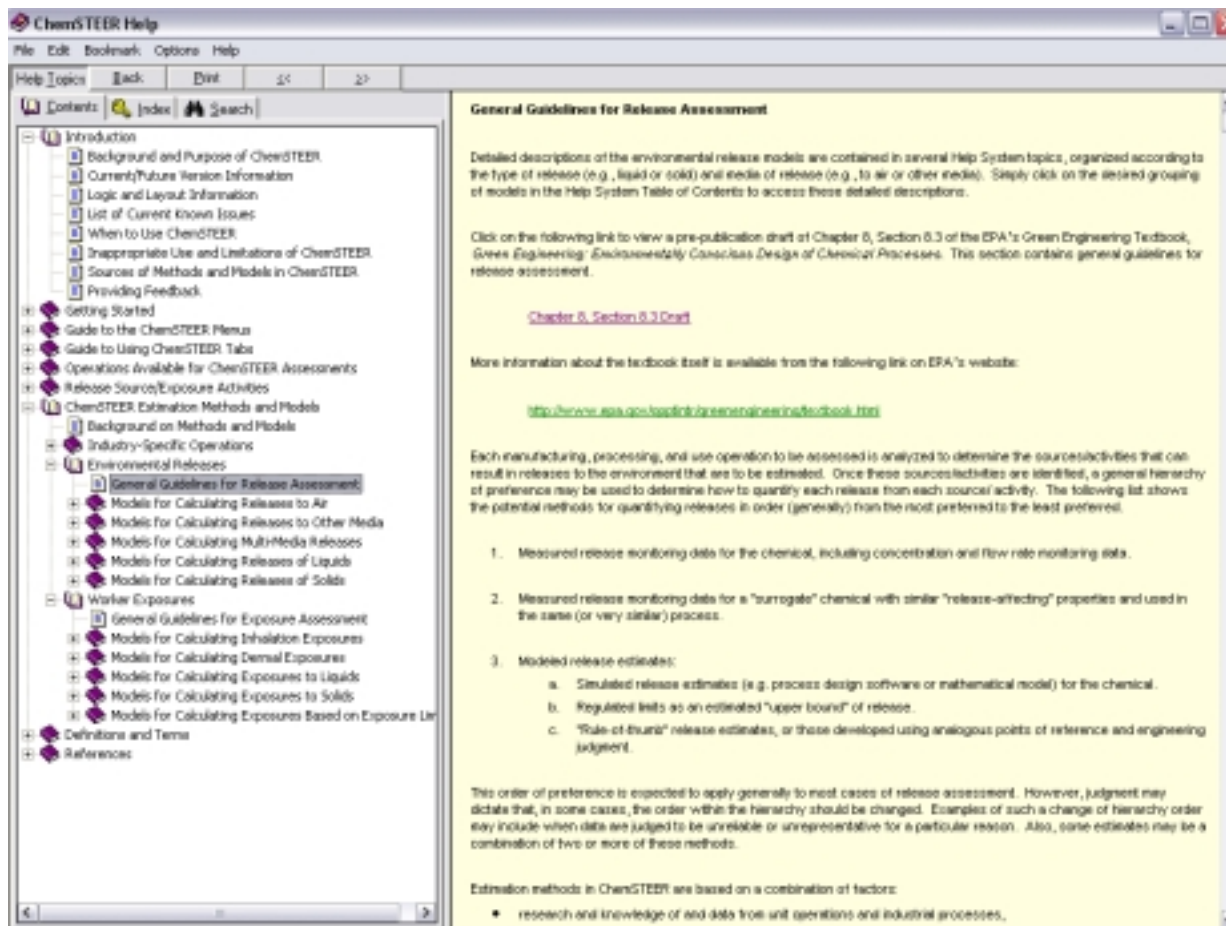 ChemSTEER Help
File Edit Bookmark Options Help
Help Topics Back Print << >>
Contents Index Search
Introduction
Background and Purpose of ChemSTEER
Current/Future Version Information
Logic and Layout Information
List of Current Known Issues
When to Use ChemSTEER
Inappropriate Use and Limitations of ChemSTEER
Sources of Methods and Models in ChemSTEER
Providing Feedback
Getting Started
Guide to the ChemSTEER Menus
Guide to Using ChemSTEER Tabs
Operations Available for ChemSTEER Assessments
Release Source/Exposure Activities
ChemSTEER Estimation Methods and Models
Background on Methods and Models
Industry-Specific Operations
Environmental Releases
General Guidelines for Release Assessment
Models for Calculating Releases to Air
Models for Calculating Releases to Other Media
Models for Calculating Multi-Media Releases
Models for Calculating Releases of Liquids
Models for Calculating Releases of Solids
Worker Exposures
General Guidelines for Exposure Assessment
Models for Calculating Inhalation Exposures
Models for Calculating Dermal Exposures
Models for Calculating Exposures to Liquids
Models for Calculating Exposures to Solids
Models for Calculating Exposures Based on Exposure Lim
Definitions and Terms
References
General Guidelines for Release Assessment
Detailed descriptions of the environmental release models are contained in several Help System topics, organized according to
the type of release (e.g., liquid or solid) and media of release (e.g., to air or other media). Simply click on the desired grouping
of models in the Help System Table of Contents to access these detailed descriptions.
Click on the following link to view a pre-publication draft of Chapter 8, Section 8.3 of the EPA's Green Engineering Textbook,
Green Engineering: Environmentally Conscious Design of Chemical Processes. This section contains general guidelines for
release assessment.
Chapter 8, Section 8.3 Draft
More information about the textbook itself is available from the following link on EPA's website:
http://www.epa.gov/opptintr/greenengineering/textbook.html
Each manufacturing, processing, and use operation to be assessed is analyzed to determine the sources/activities that can
result in releases to the environment that are to be estimated. Once these sources/activities are identified, a general hierarchy
of preference may be used to determine how to quantify each release from each source/activity. The following list shows
the potential methods for quantifying releases in order (generally) from the most preferred to the least preferred.
1. Measured release monitoring data for the chemical, including concentration and flow rate monitoring data.
2. Measured release monitoring data for a "surrogate" chemical with similar "release-affecting" properties and used in
the same (or very similar) process.
3. Modeled release estimates:
a. Simulated release estimates (e.g. process design software or mathematical model) for the chemical.
b. Regulated limits as an estimated "upper bound" of release.
c. "Rule-of-thumb" release estimates, or those developed using analogous points of reference and engineering
judgment.
This order of preference is expected to apply generally to most cases of release assessment. However, judgment may
dictate that, in some cases, the order within the hierarchy should be changed. Examples of such a change of hierarchy order
may include when data are judged to be unreliable or unrepresentative for a particular reason. Also, some estimates may be a
combination of two or more of these methods.
Estimation methods in ChemSTEER are based on a combination of factors:
• research and knowledge of and data from unit operations and industrial processes,